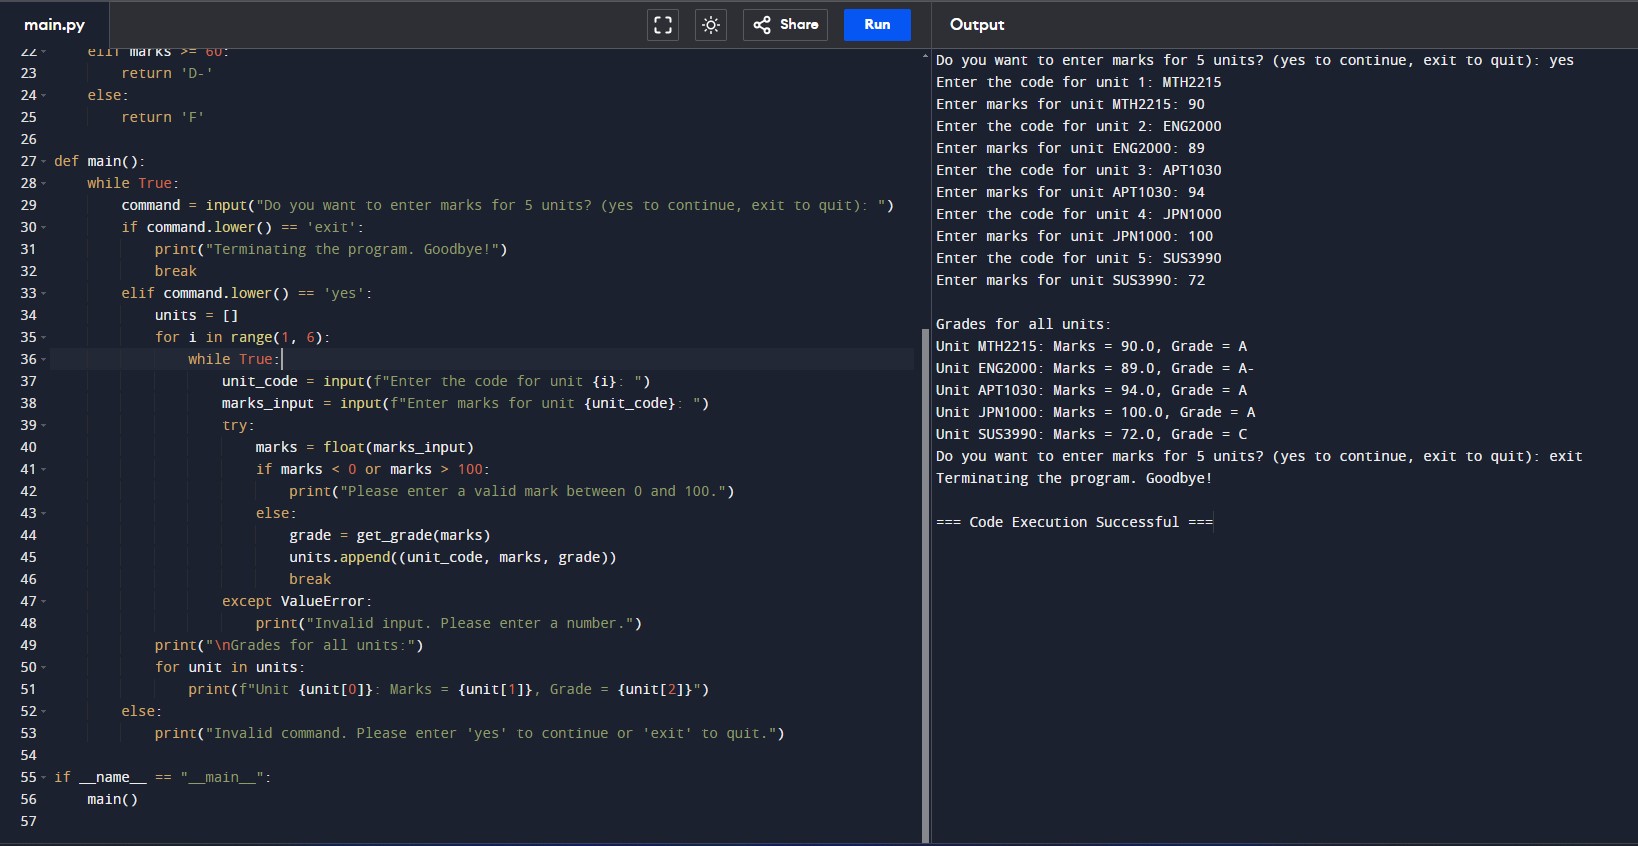 main.py
Share
Run
Output
22 elif marks >= 60:
23 return 'D-'
24 else:
25 return 'F'
26
27 def main():
28 while True:
29 command = input("Do you want to enter marks for 5 units? (yes to continue, exit to quit): ")
30 if command.lower() == 'exit':
31 print("Terminating the program. Goodbye!")
32 break
33 elif command.lower() == 'yes':
34 units = []
35 for i in range(1, 6):
36 while True:
37 unit_code = input(f"Enter the code for unit {i}: ")
38 marks_input = input(f"Enter marks for unit {unit_code}: ")
39 try:
40 marks = float(marks_input)
41 if marks < 0 or marks > 100:
42 print("Please enter a valid mark between 0 and 100.")
43 else:
44 grade = get_grade(marks)
45 units.append((unit_code, marks, grade))
46 break
47 except ValueError:
48 print("Invalid input. Please enter a number.")
49 print("\nGrades for all units:")
50 for unit in units:
51 print(f"Unit {unit[0]}: Marks = {unit[1]}, Grade = {unit[2]}")
52 else:
53 print("Invalid command. Please enter 'yes' to continue or 'exit' to quit.")
54
55 if __name__ == "__main__":
56 main()
57
Do you want to enter marks for 5 units? (yes to continue, exit to quit): yes
Enter the code for unit 1: MTH2215
Enter marks for unit MTH2215: 90
Enter the code for unit 2: ENG2000
Enter marks for unit ENG2000: 89
Enter the code for unit 3: APT1030
Enter marks for unit APT1030: 94
Enter the code for unit 4: JPN1000
Enter marks for unit JPN1000: 100
Enter the code for unit 5: SUS3990
Enter marks for unit SUS3990: 72
Grades for all units:
Unit MTH2215: Marks = 90.0, Grade = A
Unit ENG2000: Marks = 89.0, Grade = A-
Unit APT1030: Marks = 94.0, Grade = A
Unit JPN1000: Marks = 100.0, Grade = A
Unit SUS3990: Marks = 72.0, Grade = C
Do you want to enter marks for 5 units? (yes to continue, exit to quit): exit
Terminating the program. Goodbye!
=== Code Execution Successful ===